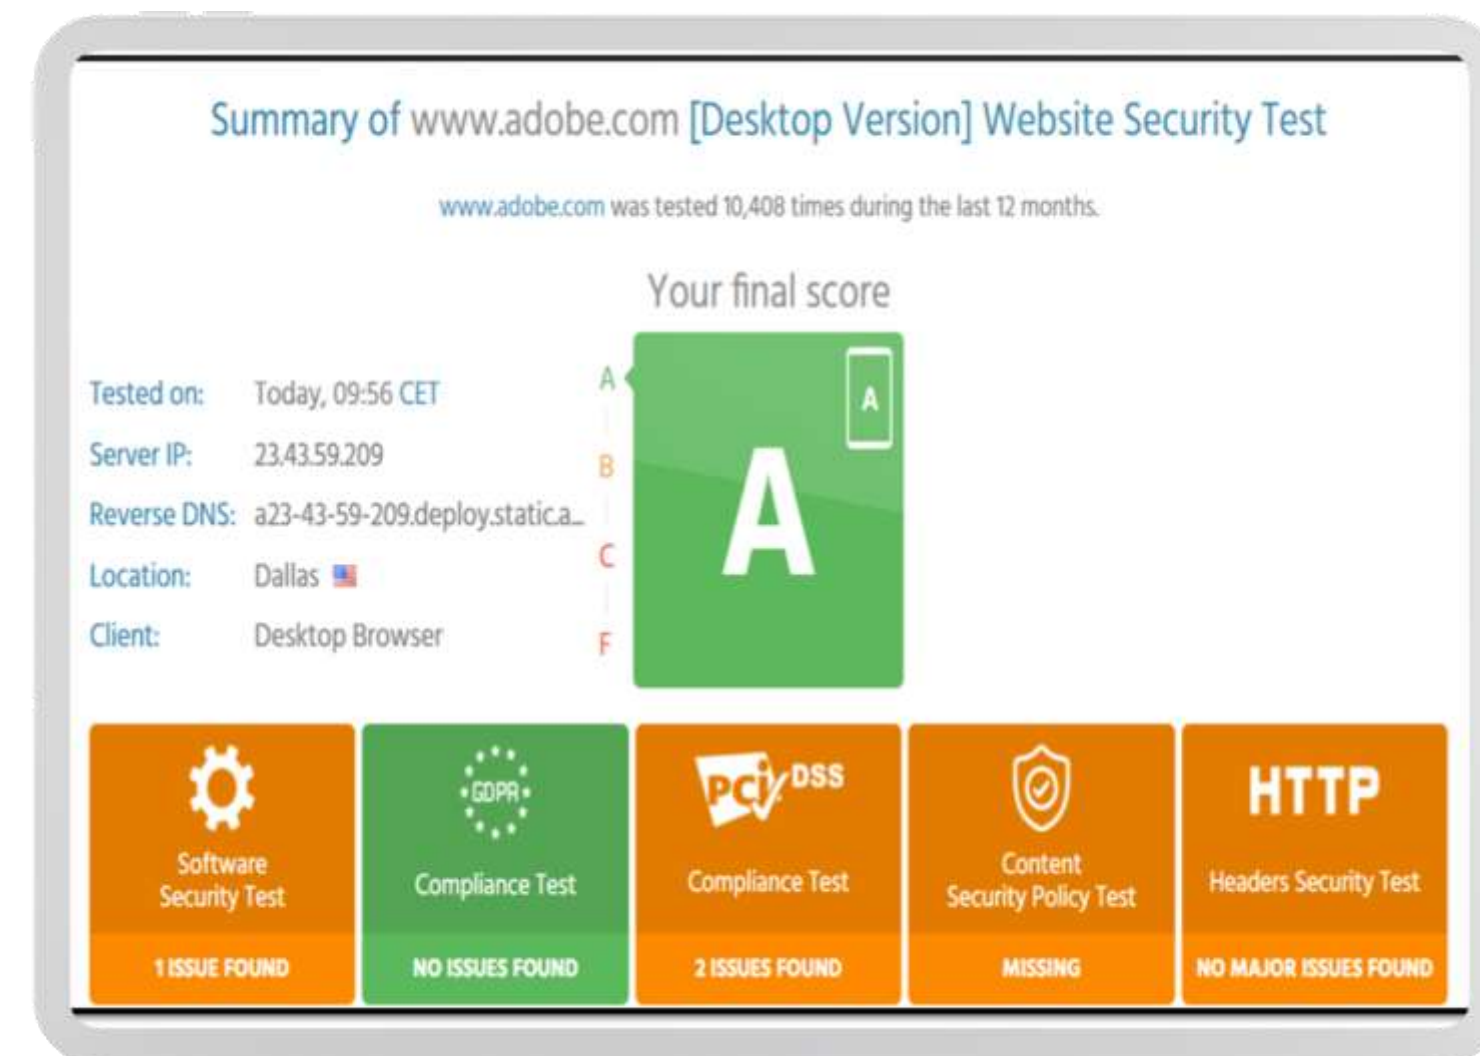 Summary of www.adobe.com [Desktop Version] Website Security Test
www.adobe.com was tested 10,408 times during the last 12 months.
Your final score
Tested on: Today, 09:56 CET
Server IP: 23.43.59.209
Reverse DNS: a23-43-59-209.deploy.static.a...
Location: Dallas
Client: Desktop Browser
A
B
C
F
A
A
Software
Security Test
1 ISSUE FOUND
GDPR
Compliance Test
NO ISSUES FOUND
PCI DSS
Compliance Test
2 ISSUES FOUND
Content
Security Policy Test
MISSING
HTTP
Headers Security Test
NO MAJOR ISSUES FOUND